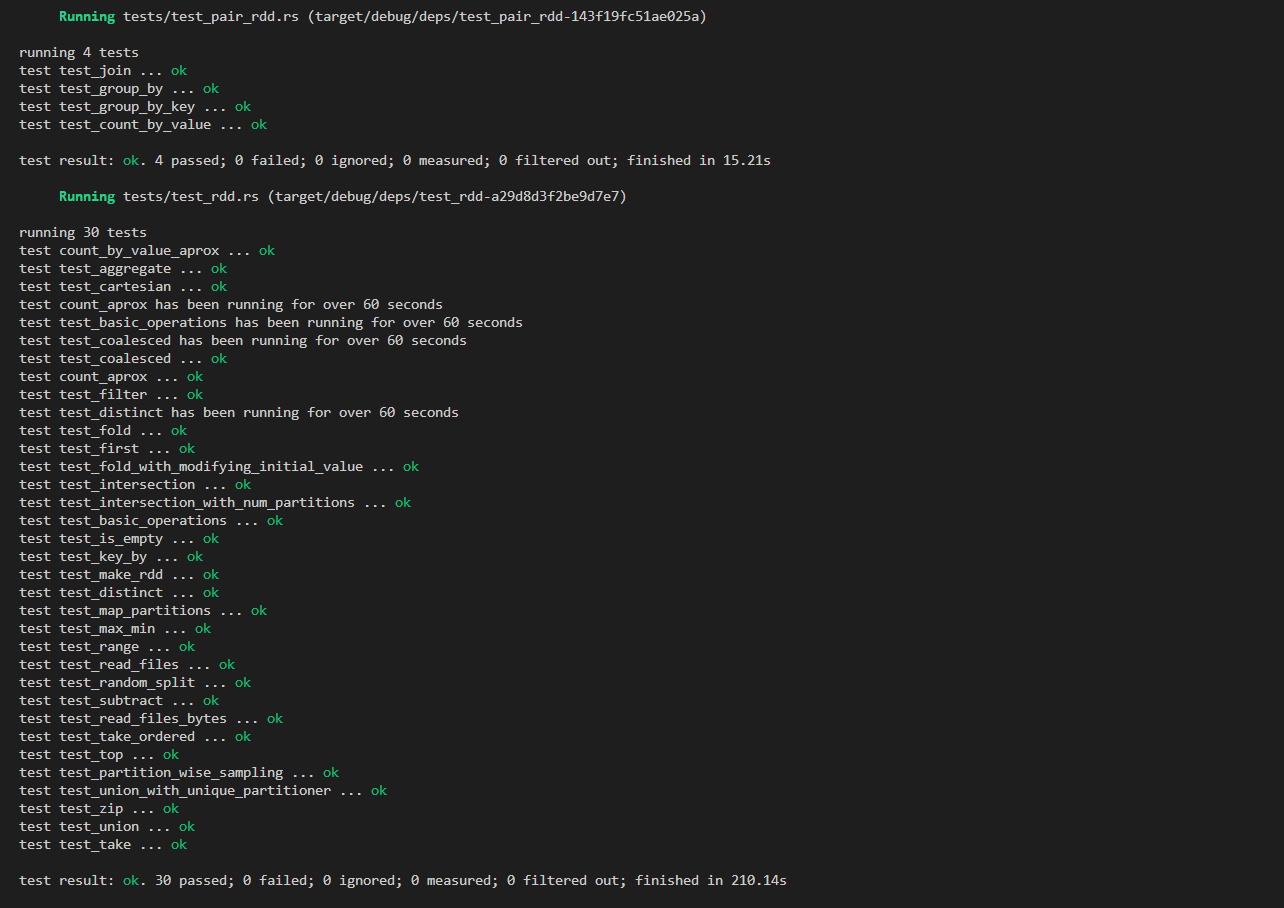 Running tests/test_pair_rdd.rs (target/debug/deps/test_pair_rdd-143f19fc51ae025a)
running 4 tests
test test_join ... ok
test test_group_by ... ok
test test_group_by_key ... ok
test test_count_by_value ... ok
test result: ok. 4 passed; 0 failed; 0 ignored; 0 measured; 0 filtered out; finished in 15.21s
Running tests/test_rdd.rs (target/debug/deps/test_rdd-a29d8d3f2be9d7e7)
running 30 tests
test count_by_value_aprox ... ok
test test_aggregate ... ok
test test_cartesian ... ok
test count_aprox has been running for over 60 seconds
test test_basic_operations has been running for over 60 seconds
test test_coalesced has been running for over 60 seconds
test test_coalesced ... ok
test count_aprox ... ok
test test_filter ... ok
test test_distinct has been running for over 60 seconds
test test_fold ... ok
test test_first ... ok
test test_fold_with_modifying_initial_value ... ok
test test_intersection ... ok
test test_intersection_with_num_partitions ... ok
test test_basic_operations ... ok
test test_is_empty ... ok
test test_key_by ... ok
test test_make_rdd ... ok
test test_distinct ... ok
test test_map_partitions ... ok
test test_max_min ... ok
test test_range ... ok
test test_read_files ... ok
test test_random_split ... ok
test test_subtract ... ok
test test_read_files_bytes ... ok
test test_take_ordered ... ok
test test_top ... ok
test test_partition_wise_sampling ... ok
test test_union_with_unique_partitioner ... ok
test test_zip ... ok
test test_union ... ok
test test_take ... ok
test result: ok. 30 passed; 0 failed; 0 ignored; 0 measured; 0 filtered out; finished in 210.14s